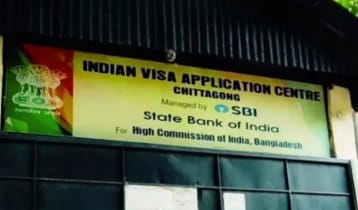 INDIAN VISA APPLICATION CENTRE
CHITTAGONG
Managed by SBI
State Bank of India
For High Commission of India, Bangladesh